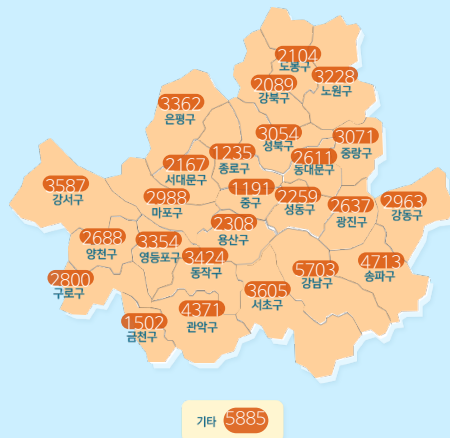 2104
노봉구
2089
강북구
3228
노원구
3362
은평구
3054
성북구
3071
중랑구
1235
종로구
2611
동대문구
2167
서대문구
3587
강서구
2988
마포구
1191
중구
2259
성동구
2637
광진구
2963
강동구
2308
용산구
2688
양천구
3354
영등포구
3424
동작구
5703
강남구
4713
송파구
2800
구로구
3605
서초구
1502
금천구
4371
관악구
기타 5885